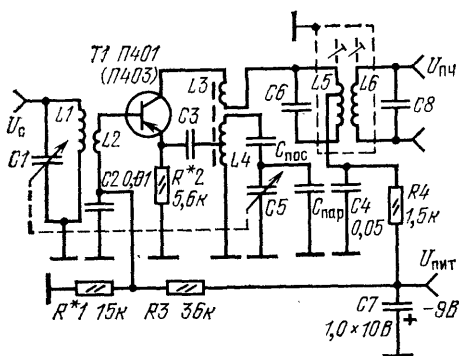 T1 П401
(П403)
L3
L5
L6
Uпч
Uс
L1
L2
C3
C6
C8
C1
L4
Cпос
C2 0,01
R*2
5,6к
C5
Cпар
C4
0,05
R4
1,5к
R*1 15к
R3 36к
Uпит
C7
-9В
1,0×10В
+